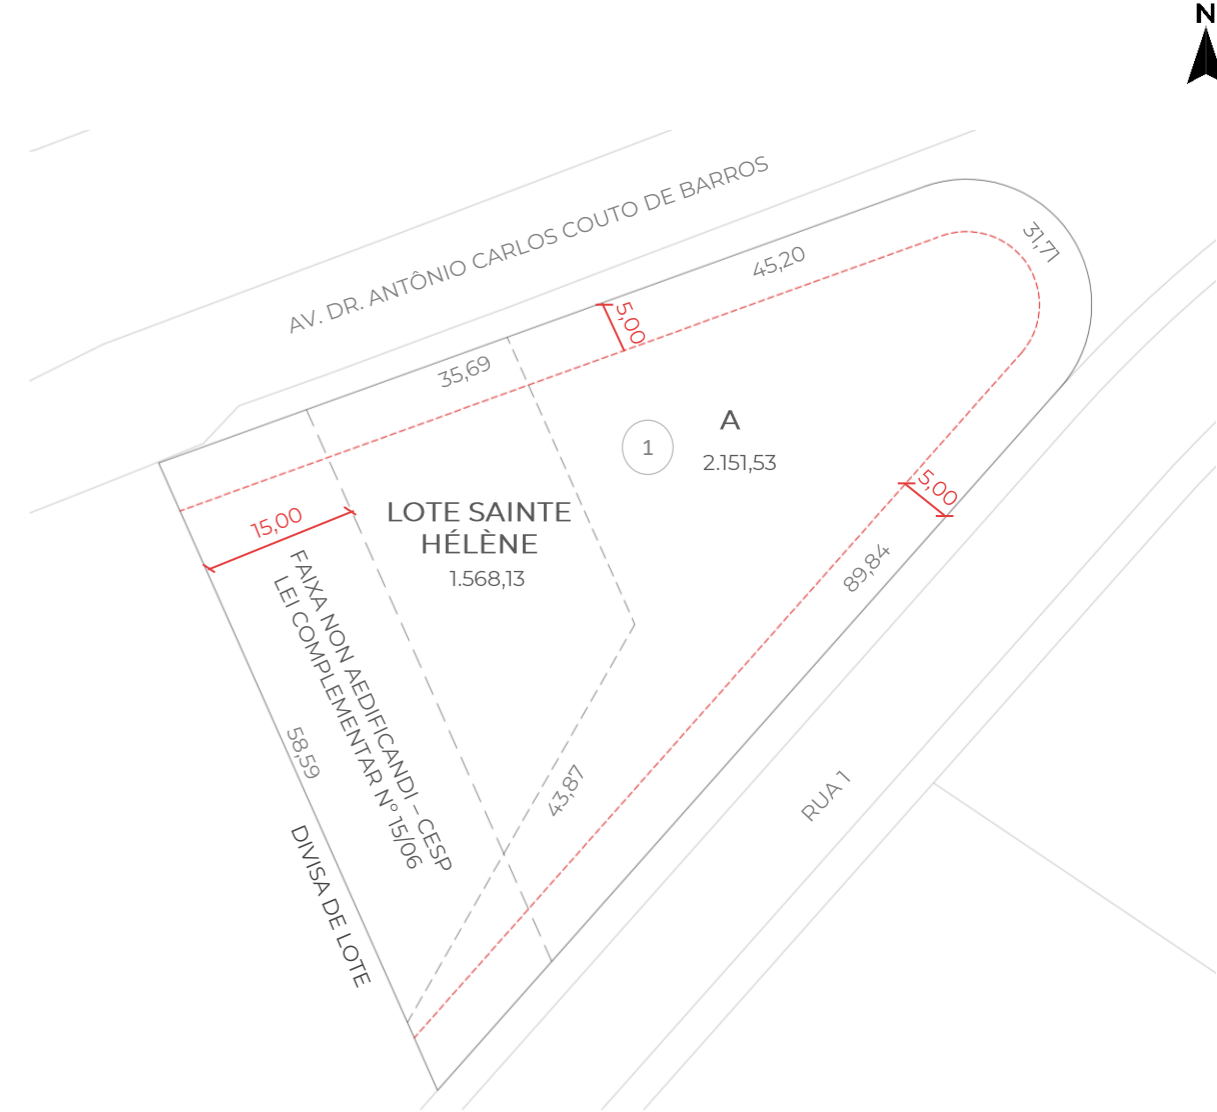 N
AV. DR. ANTÔNIO CARLOS COUTO DE BARROS
31,71
45,20
5,00
35,69
A
1
2.151,53
5,00
LOTE SAINTE
HÉLÈNE
1.568,13
15,00
FAIXA NON AEDIFICANDI – CESP
LEI COMPLEMENTAR Nº 15/06
89,84
58,59
43,87
RUA 1
DIVISA DE LOTE